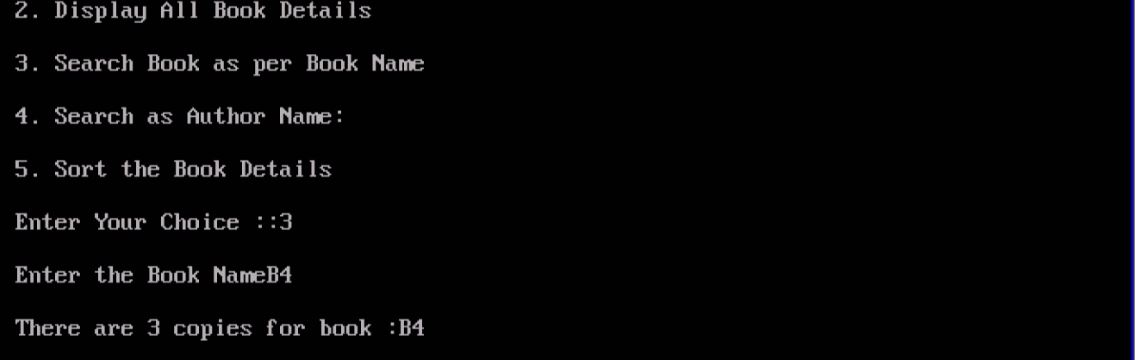 2. Display All Book Details
3. Search Book as per Book Name
4. Search as Author Name:
5. Sort the Book Details
Enter Your Choice ::3
Enter the Book NameB4
There are 3 copies for book :B4